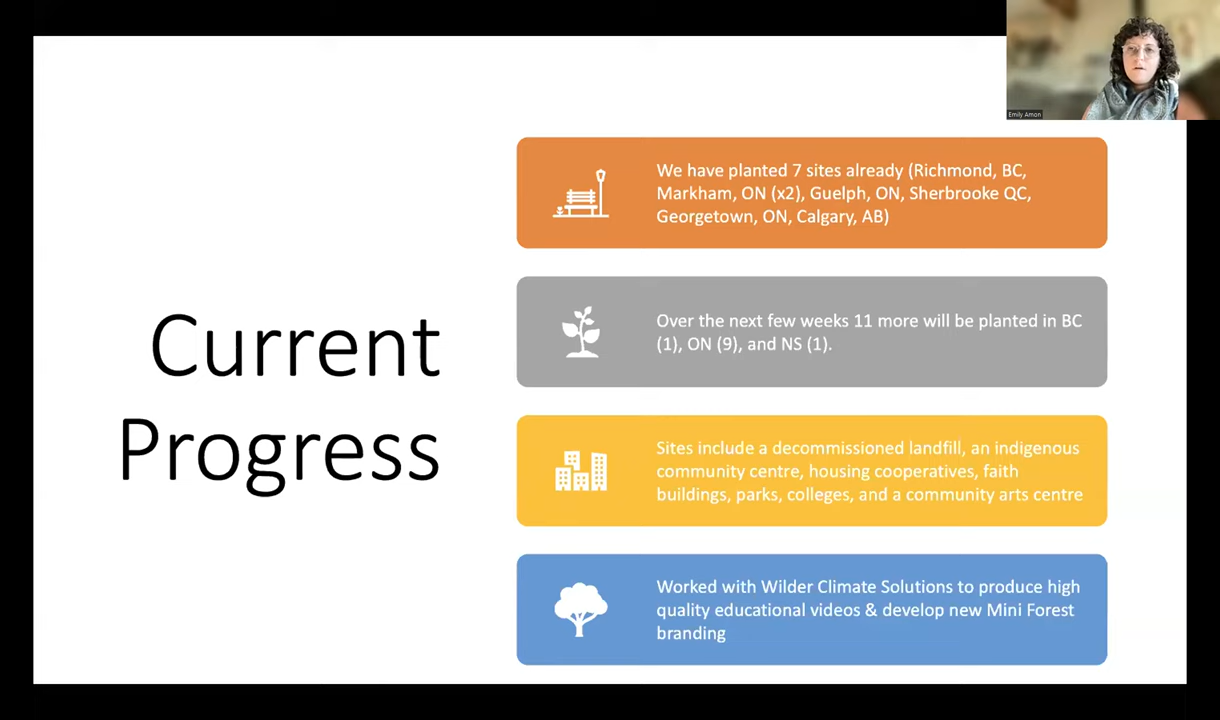 Emily Amon
Current
Progress
We have planted 7 sites already (Richmond, BC,
Markham, ON (x2), Guelph, ON, Sherbrooke QC,
Georgetown, ON, Calgary, AB)
Over the next few weeks 11 more will be planted in BC
(1), ON (9), and NS (1).
Sites include a decommissioned landfill, an indigenous
community centre, housing cooperatives, faith
buildings, parks, colleges, and a community arts centre
Worked with Wilder Climate Solutions to produce high
quality educational videos & develop new Mini Forest
branding